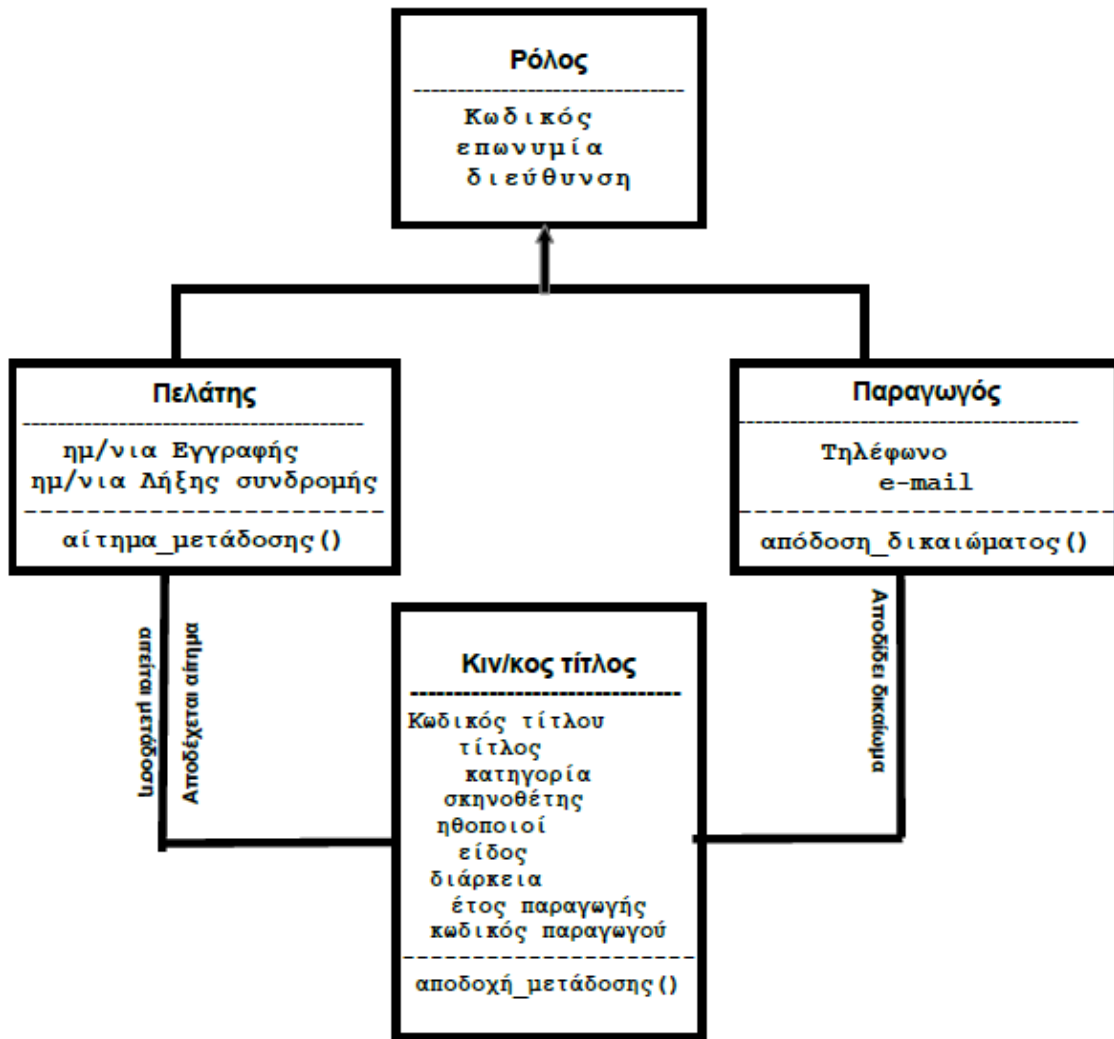 Ρόλος
Κωδικός
επωνυμία
διεύθυνση
Πελάτης
ημ/νια Εγγραφής
ημ/νια Λήξης συνδρομής
αίτημα_μετάδοσης()
Παραγωγός
Τηλέφωνο
e-mail
απόδοση_δικαιώματος()
απείται μετάδοση
Αποδέχεται αίτημα
Αποδίδει δικαίωμα
Κιν/κος τίτλος
Κωδικός τίτλου
τίτλος
κατηγορία
σκηνοθέτης
ηθοποιοί
είδος
διάρκεια
έτος παραγωγής
κωδικός παραγωγού
αποδοχή_μετάδοσης()